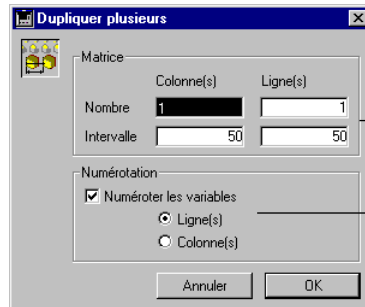 Dupliquer plusieurs
Matrice
Colonne(s) Ligne(s)
Nombre 1 1
Intervalle 50 50
Numérotation
Numéroter les variables
Ligne(s)
Colonne(s)
Annuler OK